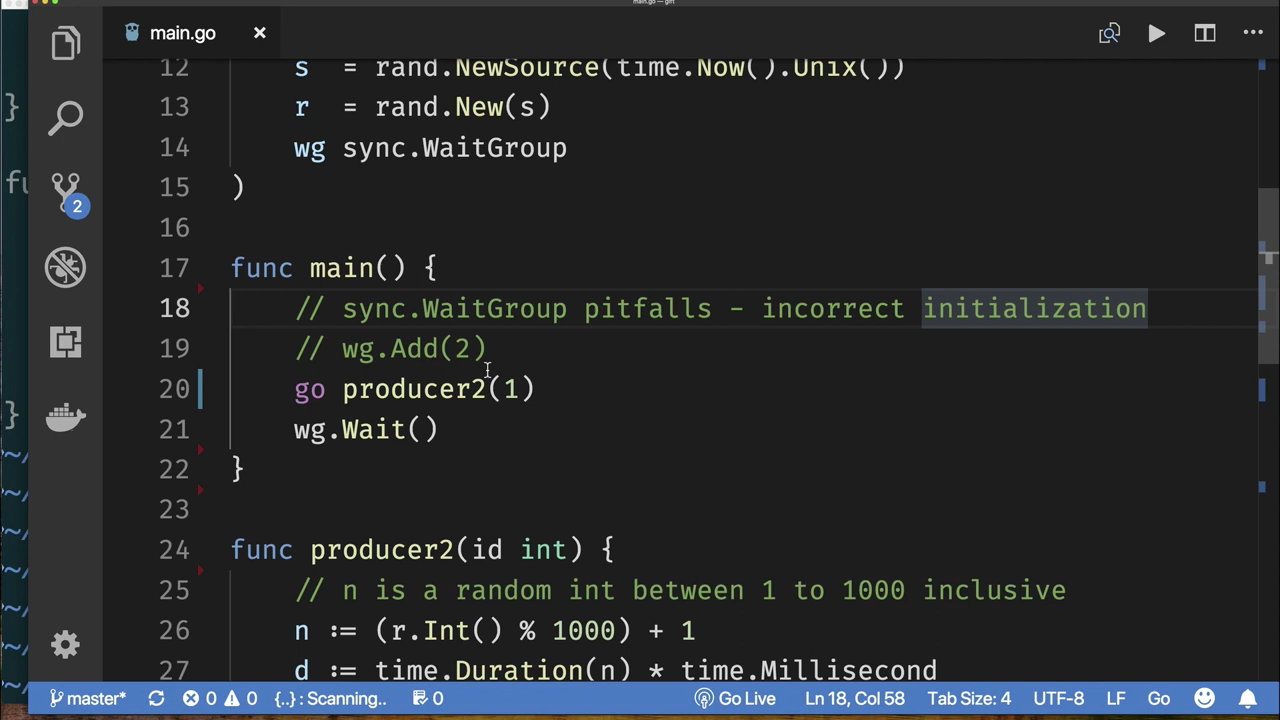 main.go — gift
main.go ×
12 s = rand.NewSource(time.Now().Unix())
13 r = rand.New(s)
14 wg sync.WaitGroup
15 )
16
17 func main() {
18 // sync.WaitGroup pitfalls - incorrect initialization
19 // wg.Add(2)
20 go producer2(1)
21 wg.Wait()
22 }
23
24 func producer2(id int) {
25 // n is a random int between 1 to 1000 inclusive
26 n := (r.Int() % 1000) + 1
27 d := time.Duration(n) * time.Millisecond
}
fu
2
}
~/
~/
~/
~/
~/
~/
~/
master* 0 0 {..}: Scanning.. 0 Go Live Ln 18, Col 58 Tab Size: 4 UTF-8 LF Go